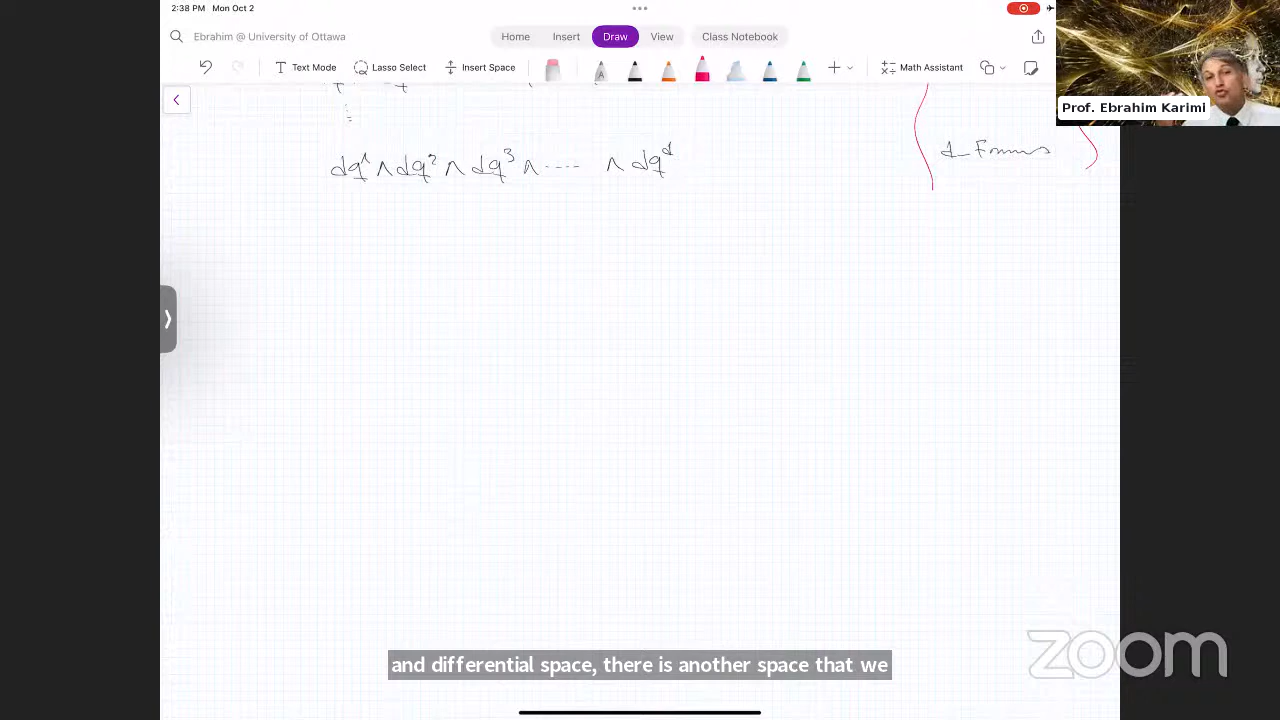 2:38 PM Mon Oct 2
Ebrahim @ University of Ottawa
Home Insert Draw View Class Notebook
Text Mode Lasso Select Insert Space Math Assistant
Prof. Ebrahim Karimi
dq¹ ∧ dq² ∧ dq³ ∧ ···· ∧ dq^d
d-Forms
and differential space, there is another space that we
zoom